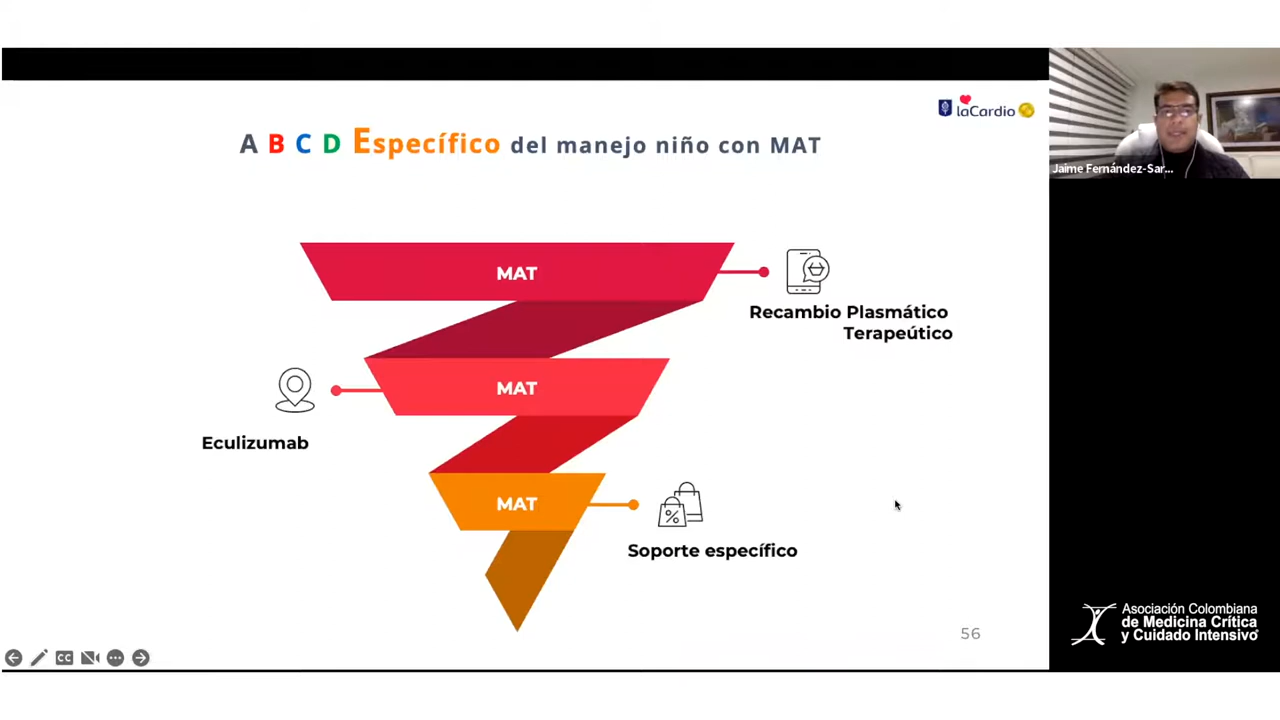 laCardio
A B C D Específico del manejo niño con MAT
Jaime Fernández-Sar...
MAT
Recambio Plasmático
Terapeútico
MAT
Eculizumab
MAT
Soporte específico
%
56
CC
Asociación Colombiana
de Medicina Crítica
y Cuidado Intensivo